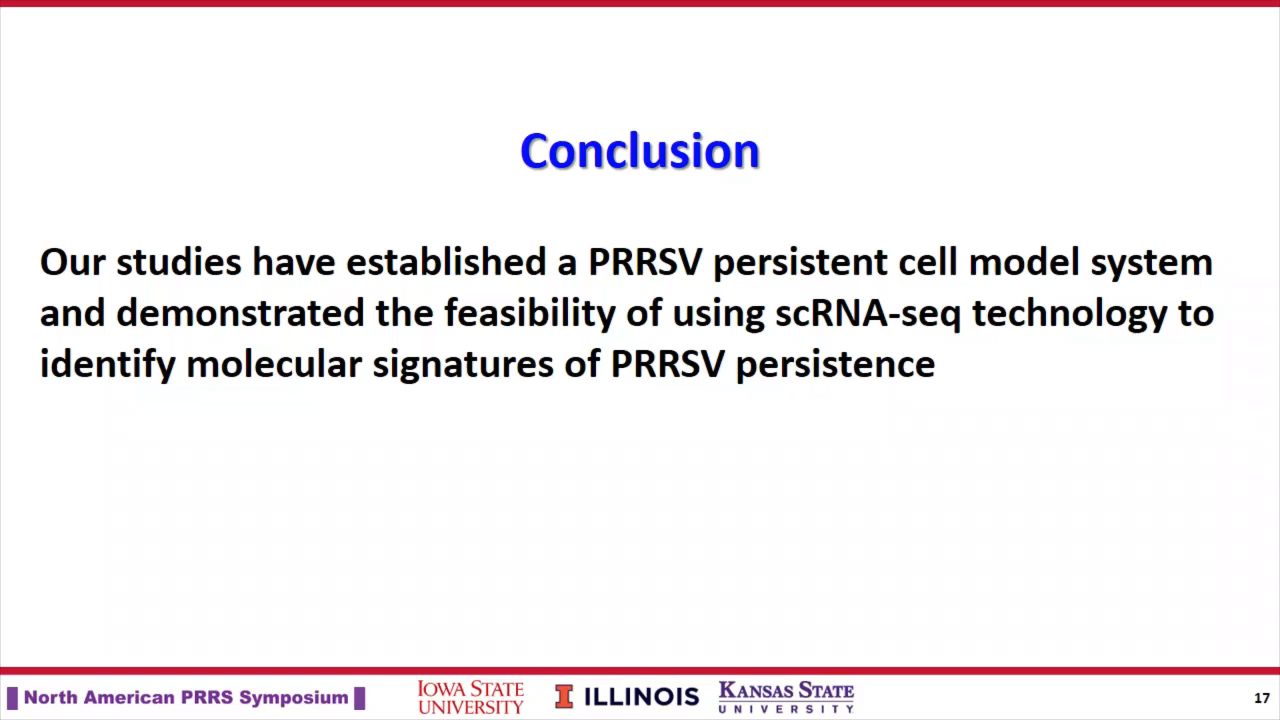 Conclusion
Our studies have established a PRRSV persistent cell model system
and demonstrated the feasibility of using scRNA-seq technology to
identify molecular signatures of PRRSV persistence
North American PRRS Symposium
IOWA STATE
UNIVERSITY
I ILLINOIS
KANSAS STATE
UNIVERSITY
17